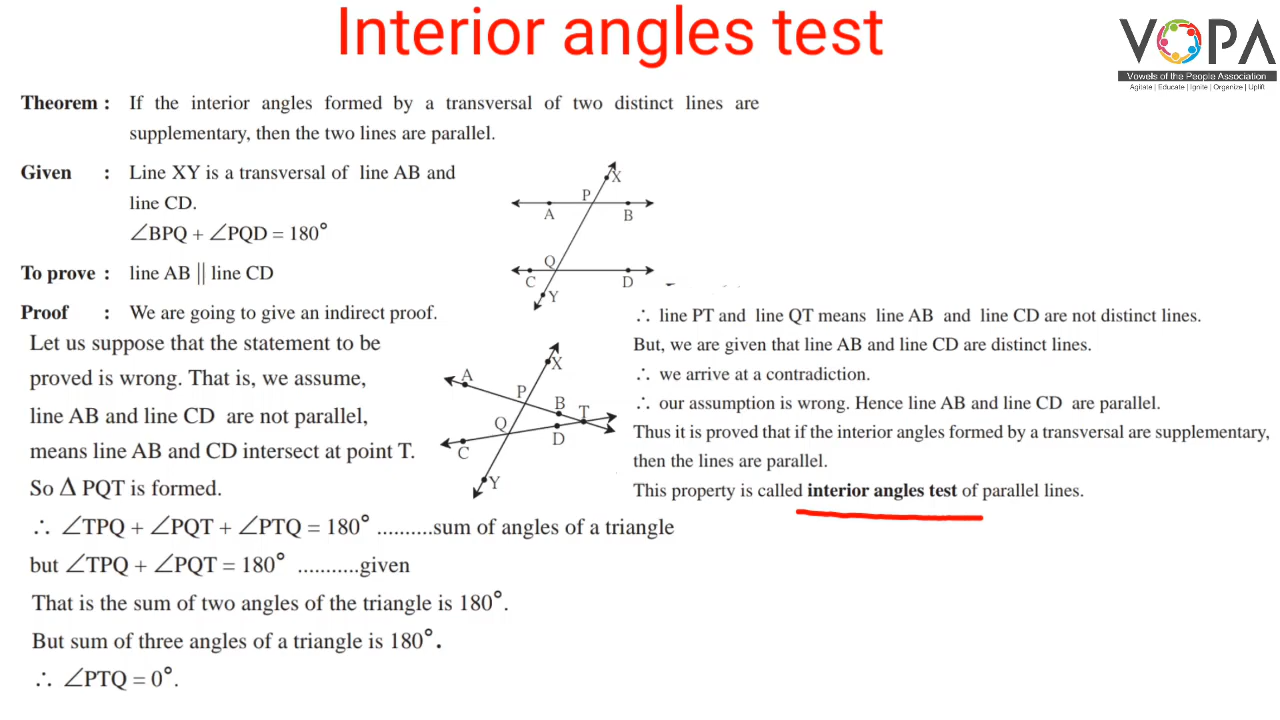 Interior angles test
VOPA
Vowels of the People Association
Agitate | Educate | Ignite | Organize | Uplift
Theorem : If the interior angles formed by a transversal of two distinct lines are
supplementary, then the two lines are parallel.
Given : Line XY is a transversal of line AB and
line CD.
∠BPQ + ∠PQD = 180°
To prove : line AB || line CD
Proof : We are going to give an indirect proof.
Let us suppose that the statement to be
proved is wrong. That is, we assume,
line AB and line CD are not parallel,
means line AB and CD intersect at point T.
So Δ PQT is formed.
∴ ∠TPQ + ∠PQT + ∠PTQ = 180° ..........sum of angles of a triangle
but ∠TPQ + ∠PQT = 180° ...........given
That is the sum of two angles of the triangle is 180°.
But sum of three angles of a triangle is 180°.
∴ ∠PTQ = 0°.
X
P
A B
Q
C D
Y
X
A
P
B T
Q
D
C
Y
∴ line PT and line QT means line AB and line CD are not distinct lines.
But, we are given that line AB and line CD are distinct lines.
∴ we arrive at a contradiction.
∴ our assumption is wrong. Hence line AB and line CD are parallel.
Thus it is proved that if the interior angles formed by a transversal are supplementary,
then the lines are parallel.
This property is called interior angles test of parallel lines.